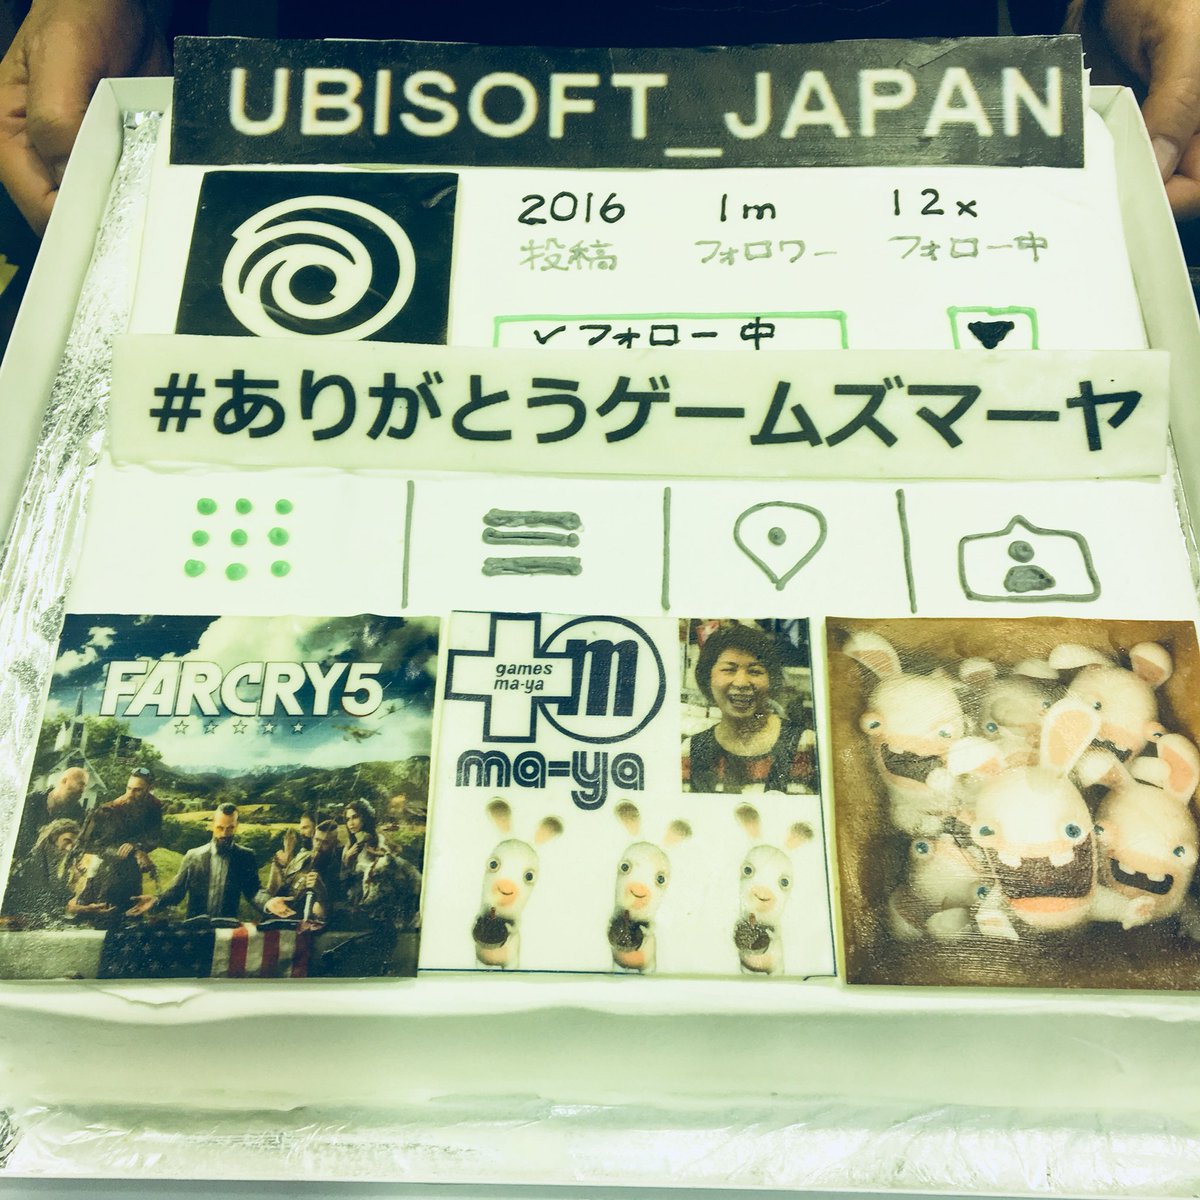 UBISOFT_JAPAN
2016 1m 12x
投稿 フォロワー フォロー中
✓フォロー中
#ありがとうゲームズマーヤ
FARCRY5
games
ma-ya
m
ma=ya